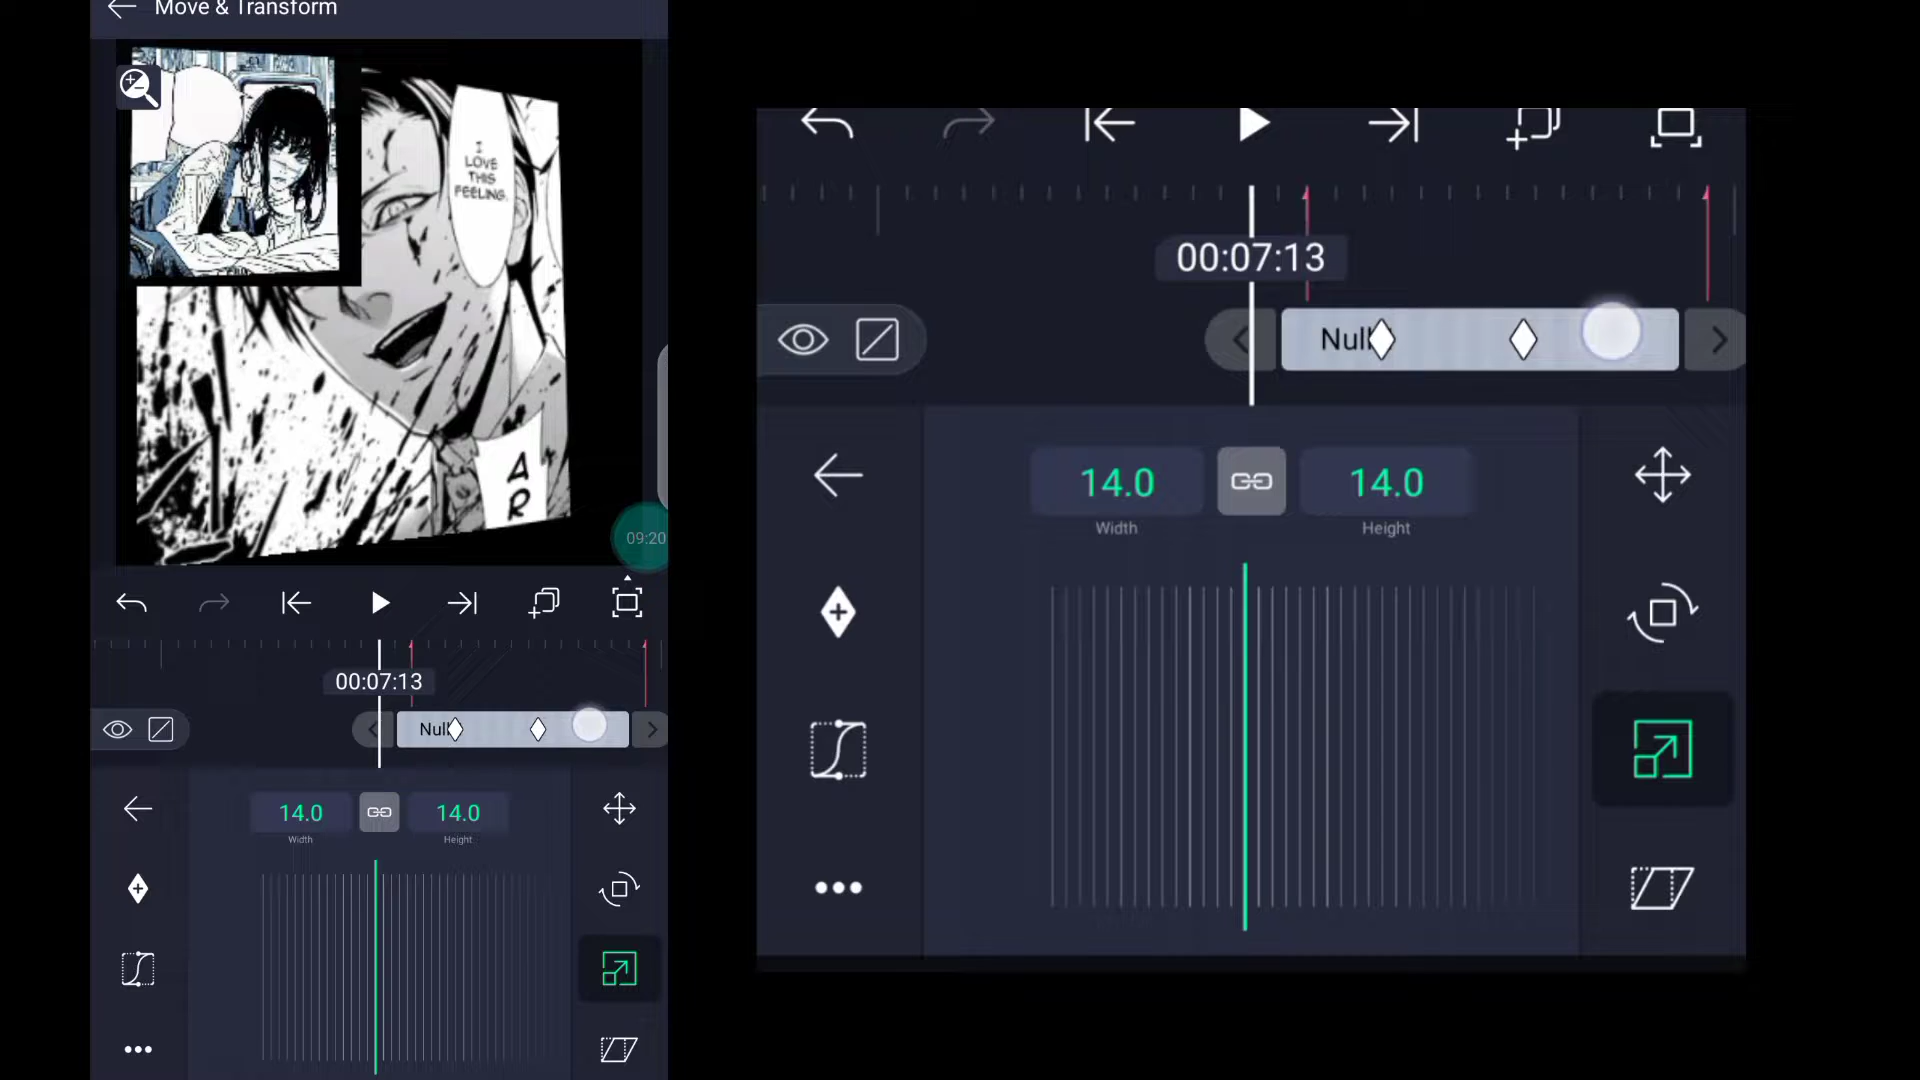 Move & Transform
I
LOVE
THIS
FEELING.
A
R
09:20
00:07:13
Null
14.0
14.0
Width
Height
00:07:13
Null
14.0
14.0
Width
Height